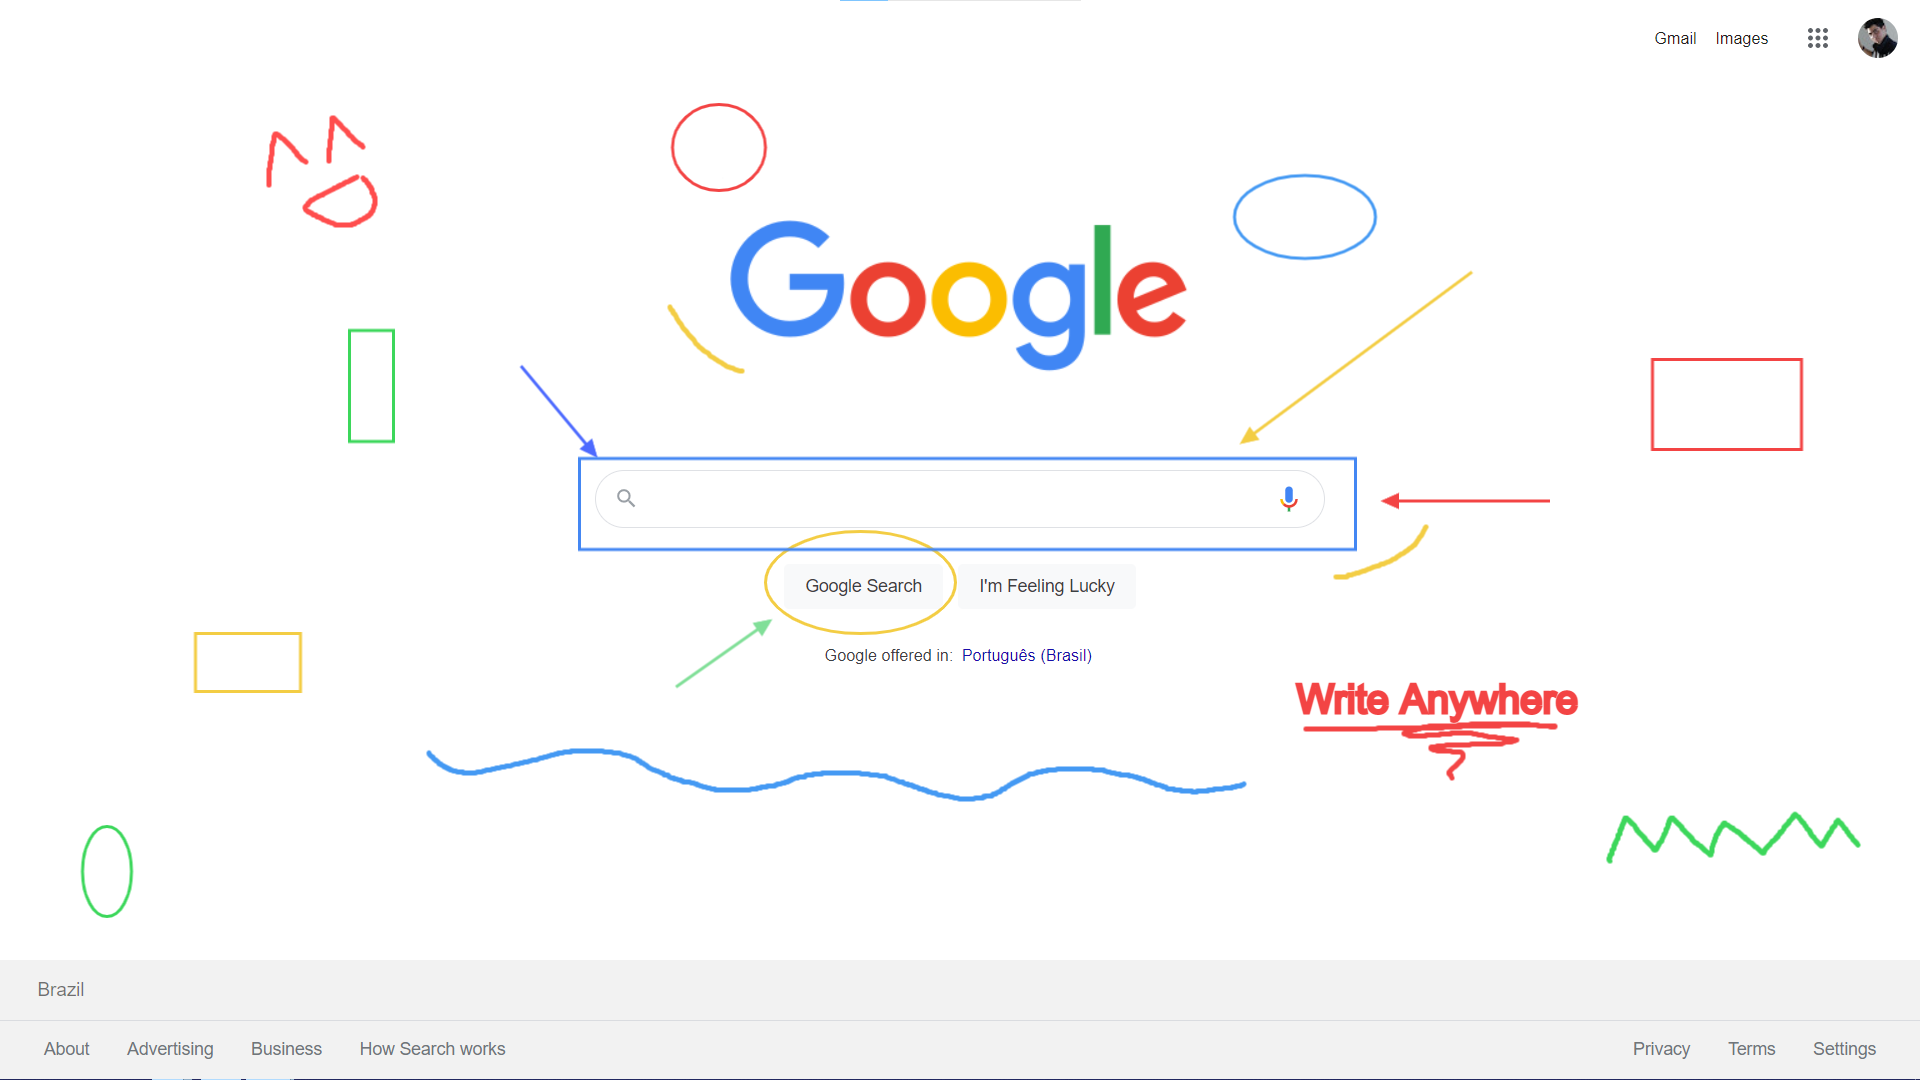 Gmail Images
Google
Google Search I'm Feeling Lucky
Google offered in: Português (Brasil)
Write Anywhere
Brazil
About Advertising Business How Search works Privacy Terms Settings